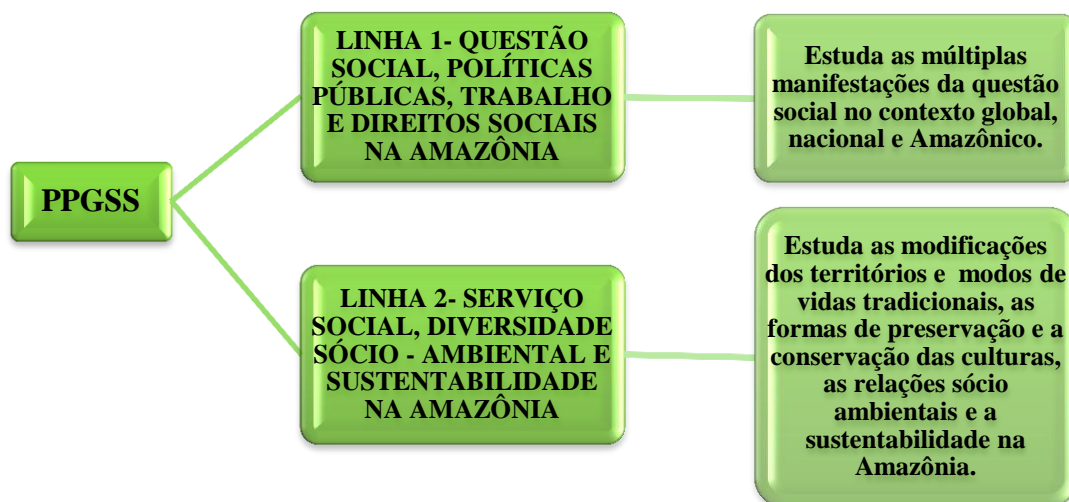 PPGSS
LINHA 1- QUESTÃO
SOCIAL, POLÍTICAS
PÚBLICAS, TRABALHO
E DIREITOS SOCIAIS
NA AMAZÔNIA
Estuda as múltiplas
manifestações da questão
social no contexto global,
nacional e Amazônico.
LINHA 2- SERVIÇO
SOCIAL, DIVERSIDADE
SÓCIO - AMBIENTAL E
SUSTENTABILIDADE
NA AMAZÔNIA
Estuda as modificações
dos territórios e modos de
vidas tradicionais, as
formas de preservação e a
conservação das culturas,
as relações sócio
ambientais e a
sustentabilidade na
Amazônia.